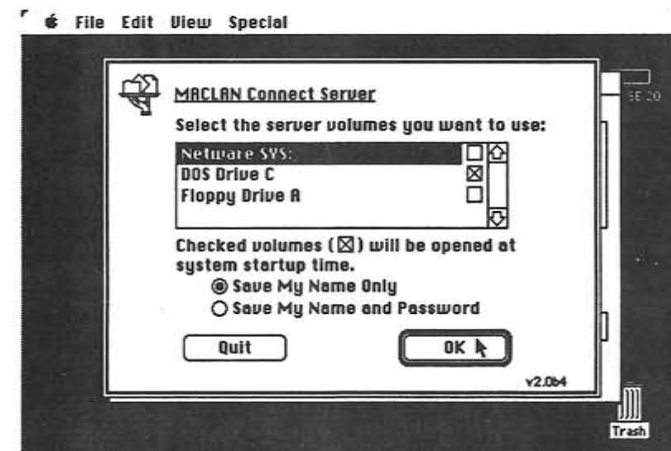 File Edit View Special
SE 20
MACLAN Connect Server
Select the server volumes you want to use:
Netware SYS:
DOS Drive C
Floppy Drive A
Checked volumes (☒) will be opened at
system startup time.
Save My Name Only
Save My Name and Password
Quit OK
v2.0b4
Trash